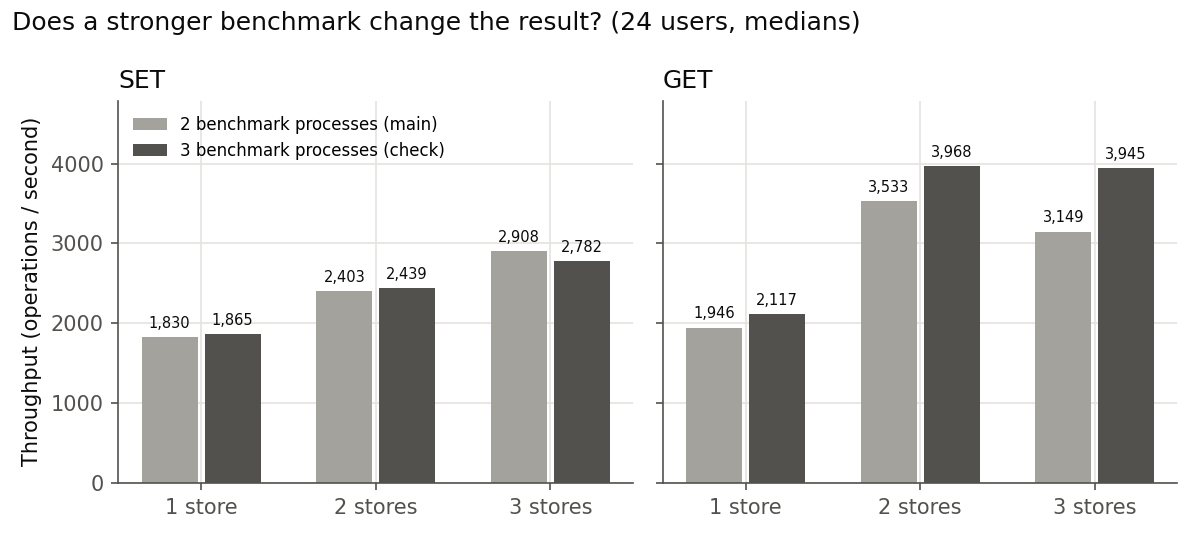 Does a stronger benchmark change the result? (24 users, medians)
SET
GET
Throughput (operations / second)
2 benchmark processes (main)
3 benchmark processes (check)
4000
3000
2000
1000
0
1,830
1,865
2,403
2,439
2,908
2,782
1,946
2,117
3,533
3,968
3,149
3,945
1 store
2 stores
3 stores
1 store
2 stores
3 stores